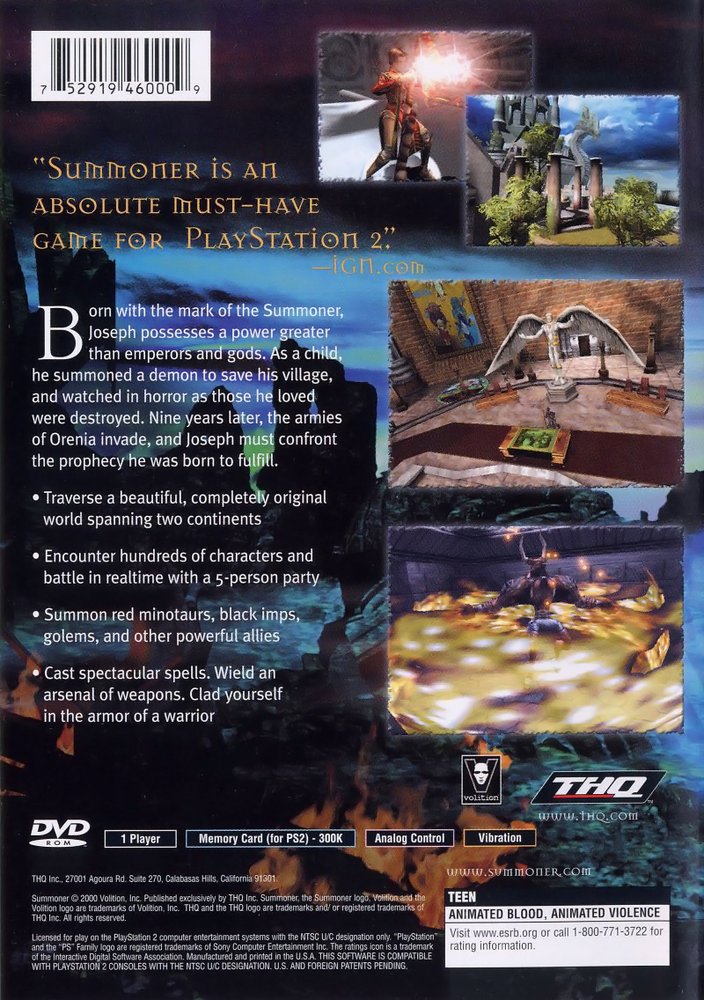 7 52919 46000 9
"Summoner is an
absolute must-have
game for PlayStation 2."
—IGN.com
Born with the mark of the Summoner,
Joseph possesses a power greater
than emperors and gods. As a child,
he summoned a demon to save his village,
and watched in horror as those he loved
were destroyed. Nine years later, the armies
of Orenia invade, and Joseph must confront
the prophecy he was born to fulfill.
• Traverse a beautiful, completely original
world spanning two continents
• Encounter hundreds of characters and
battle in realtime with a 5-person party
• Summon red minotaurs, black imps,
golems, and other powerful allies
• Cast spectacular spells. Wield an
arsenal of weapons. Clad yourself
in the armor of a warrior
V
volition
THQ™
www.THQ.com
DVD
ROM
1 Player
Memory Card (for PS2) - 300K
Analog Control
Vibration
www.summoner.com
THQ Inc., 27001 Agoura Rd. Suite 270, Calabasas Hills, California 91301.
Summoner © 2000 Volition, Inc. Published exclusively by THQ Inc. Summoner, the Summoner logo, Volition and the
Volition logo are trademarks of Volition, Inc. THQ and the THQ logo are trademarks and/ or registered trademarks of
THQ Inc. All rights reserved.
Licensed for play on the PlayStation 2 computer entertainment systems with the NTSC U/C designation only. "PlayStation"
and the "PS" Family logo are registered trademarks of Sony Computer Entertainment Inc. The ratings icon is a trademark
of the Interactive Digital Software Association. Manufactured and printed in the U.S.A. THIS SOFTWARE IS COMPATIBLE
WITH PLAYSTATION 2 CONSOLES WITH THE NTSC U/C DESIGNATION. U.S. AND FOREIGN PATENTS PENDING.
TEEN
ANIMATED BLOOD, ANIMATED VIOLENCE
Visit www.esrb.org or call 1-800-771-3722 for
rating information.